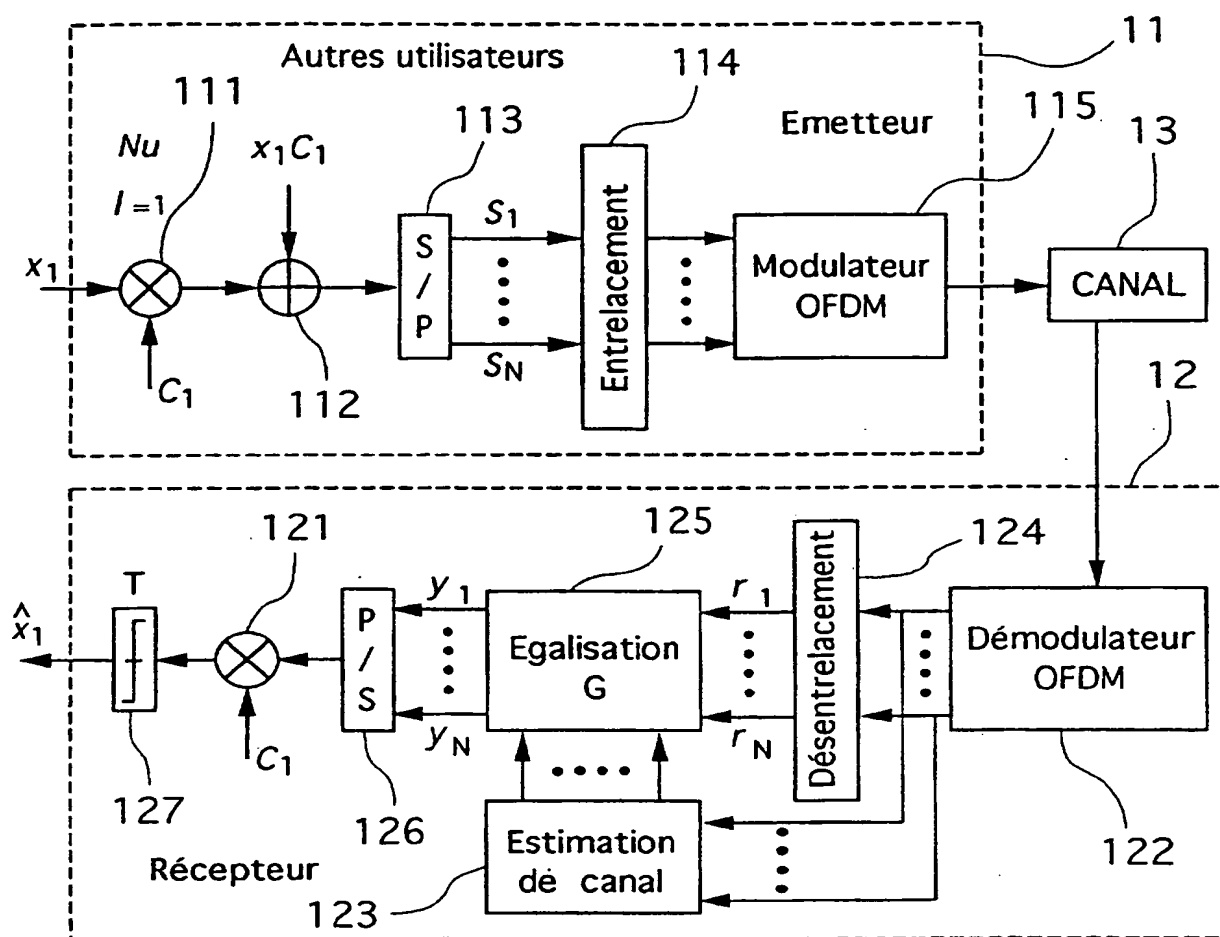 11
Autres utilisateurs
114
111
113
Emetteur
115
13
Nu
l=1
x1C1
S/P
S1
SN
Entrelacement
Modulateur
OFDM
CANAL
x1
C1
112
12
121
125
124
T
x̂1
P/S
y1
yN
Egalisation
G
r1
rN
Désentrelacement
Démodulateur
OFDM
C1
127
126
Estimation
de canal
Récepteur
123
122